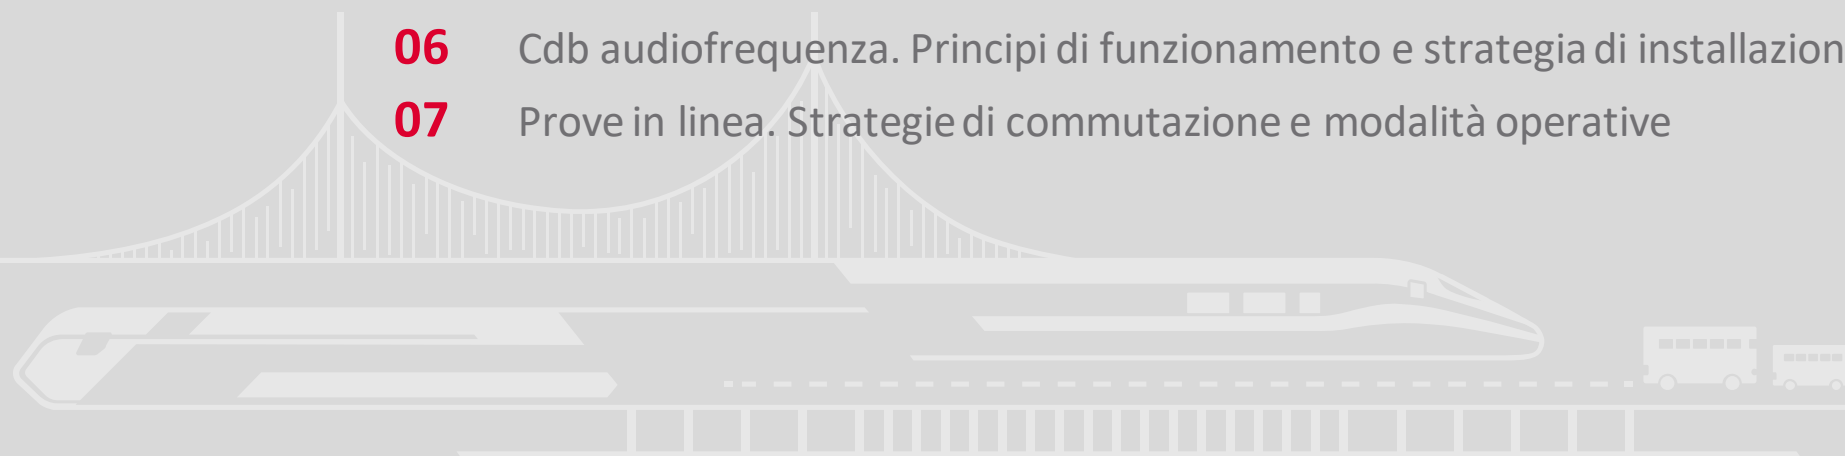 06 Cdb audiofrequenza. Principi di funzionamento e strategia di installazion
07 Prove in linea. Strategie di commutazione e modalità operative